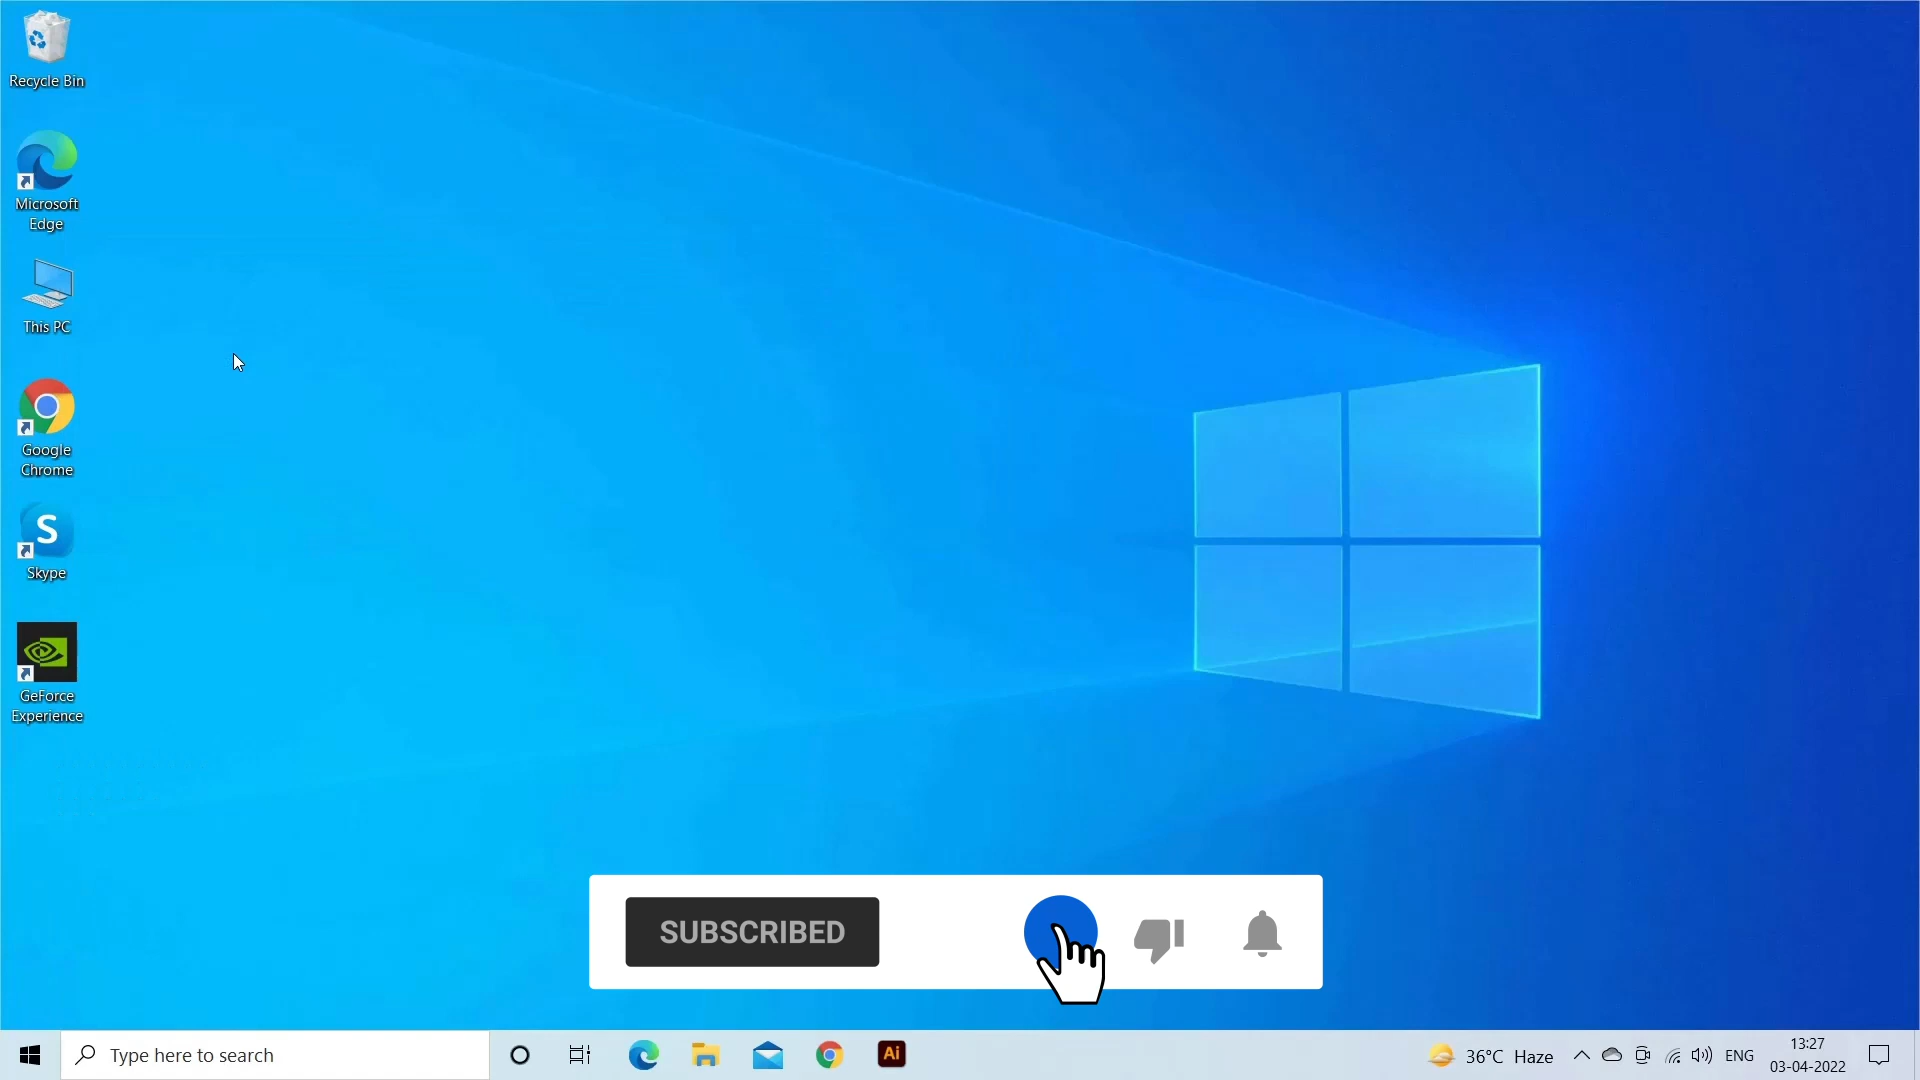 Recycle Bin
Microsoft
Edge
This PC
Google
Chrome
S
Skype
GeForce
Experience
SUBSCRIBED
Type here to search
Ai
36°C Haze
ENG
13:27
03-04-2022